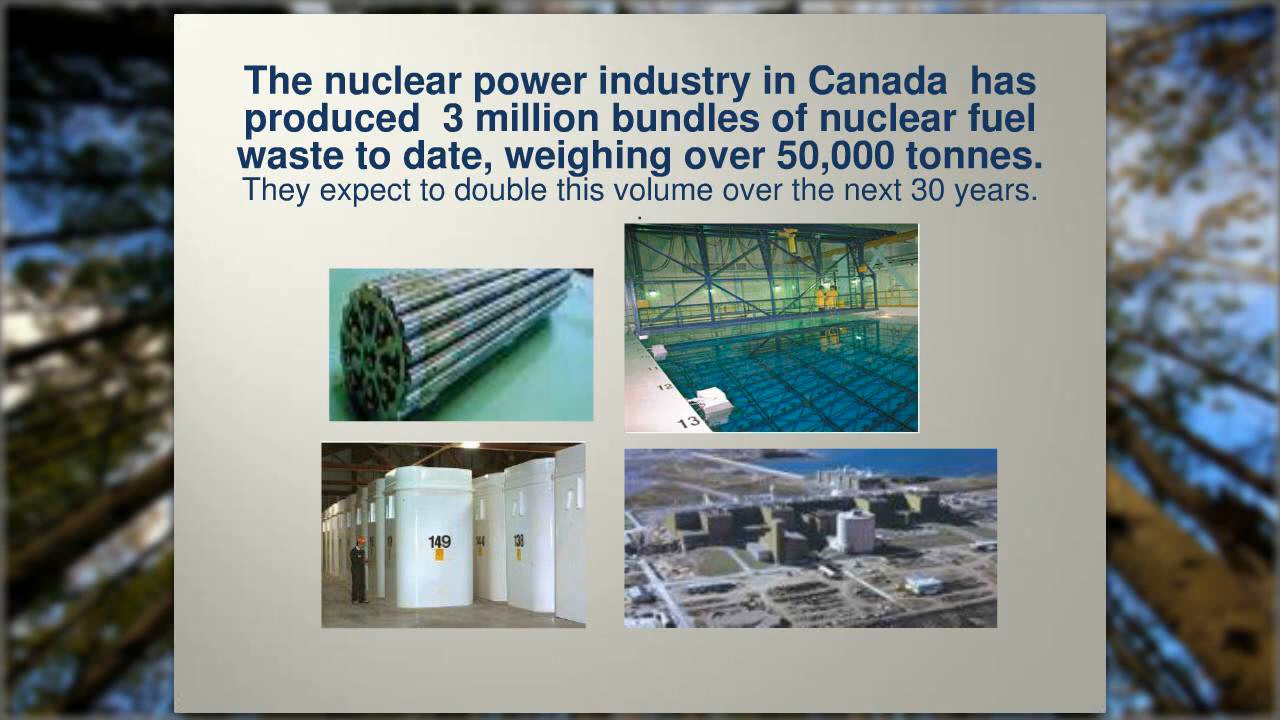 The nuclear power industry in Canada  has
produced  3 million bundles of nuclear fuel
waste to date, weighing over 50,000 tonnes.
They expect to double this volume over the next 30 years.
.
12
13
149
138